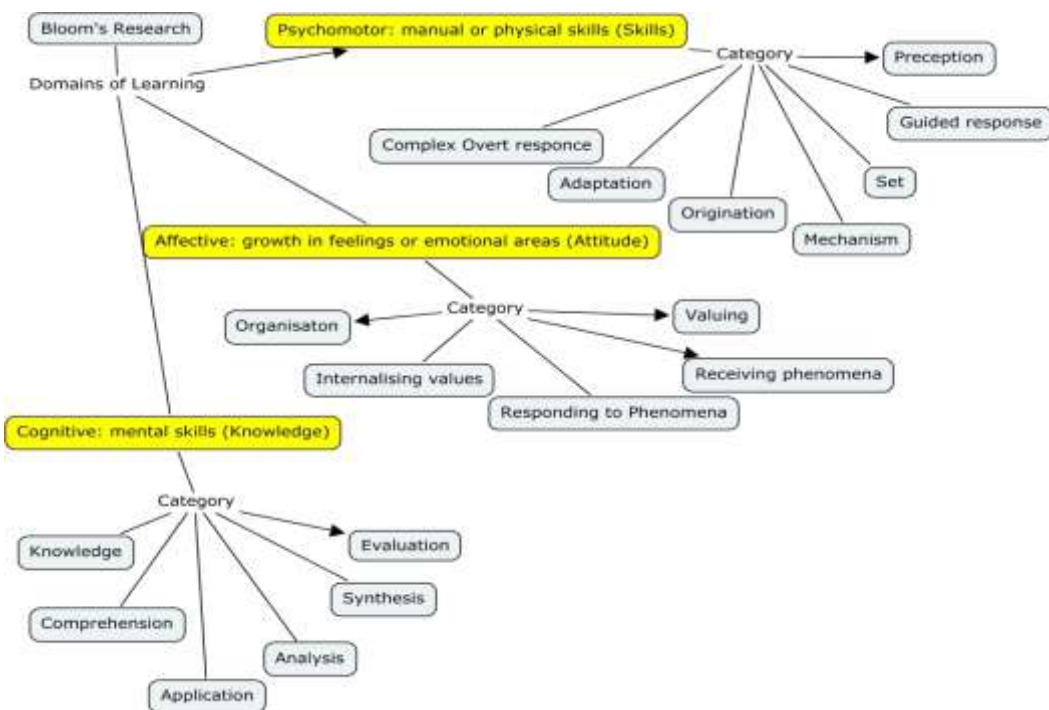 Bloom's Research
Psychomotor: manual or physical skills (Skills)
Domains of Learning
Category
Preception
Guided response
Complex Overt responce
Adaptation
Set
Origination
Mechanism
Affective: growth in feelings or emotional areas (Attitude)
Category
Organisaton
Valuing
Internalising values
Receiving phenomena
Responding to Phenomena
Cognitive: mental skills (Knowledge)
Category
Knowledge
Evaluation
Comprehension
Synthesis
Analysis
Application